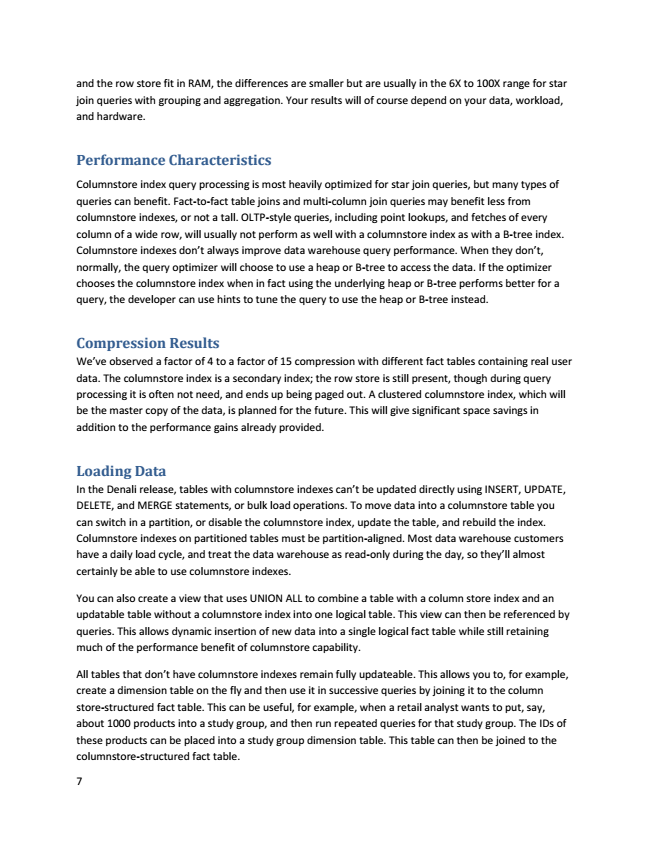 and the row store fit in RAM, the differences are smaller but are usually in the 6X to 100X range for star
join queries with grouping and aggregation. Your results will of course depend on your data, workload,
and hardware.
Performance Characteristics
Columnstore index query processing is most heavily optimized for star join queries, but many types of
queries can benefit. Fact-to-fact table joins and multi-column join queries may benefit less from
columnstore indexes, or not a tall. OLTP-style queries, including point lookups, and fetches of every
column of a wide row, will usually not perform as well with a columnstore index as with a B-tree index.
Columnstore indexes don't always improve data warehouse query performance. When they don't,
normally, the query optimizer will choose to use a heap or B-tree to access the data. If the optimizer
chooses the columnstore index when in fact using the underlying heap or B-tree performs better for a
query, the developer can use hints to tune the query to use the heap or B-tree instead.
Compression Results
We've observed a factor of 4 to a factor of 15 compression with different fact tables containing real user
data. The columnstore index is a secondary index; the row store is still present, though during query
processing it is often not need, and ends up being paged out. A clustered columnstore index, which will
be the master copy of the data, is planned for the future. This will give significant space savings in
addition to the performance gains already provided.
Loading Data
In the Denali release, tables with columnstore indexes can't be updated directly using INSERT, UPDATE,
DELETE, and MERGE statements, or bulk load operations. To move data into a columnstore table you
can switch in a partition, or disable the columnstore index, update the table, and rebuild the index.
Columnstore indexes on partitioned tables must be partition-aligned. Most data warehouse customers
have a daily load cycle, and treat the data warehouse as read-only during the day, so they'll almost
certainly be able to use columnstore indexes.
You can also create a view that uses UNION ALL to combine a table with a column store index and an
updatable table without a columnstore index into one logical table. This view can then be referenced by
queries. This allows dynamic insertion of new data into a single logical fact table while still retaining
much of the performance benefit of columnstore capability.
All tables that don't have columnstore indexes remain fully updateable. This allows you to, for example,
create a dimension table on the fly and then use it in successive queries by joining it to the column
store-structured fact table. This can be useful, for example, when a retail analyst wants to put, say,
about 1000 products into a study group, and then run repeated queries for that study group. The IDs of
these products can be placed into a study group dimension table. This table can then be joined to the
columnstore-structured fact table.
7